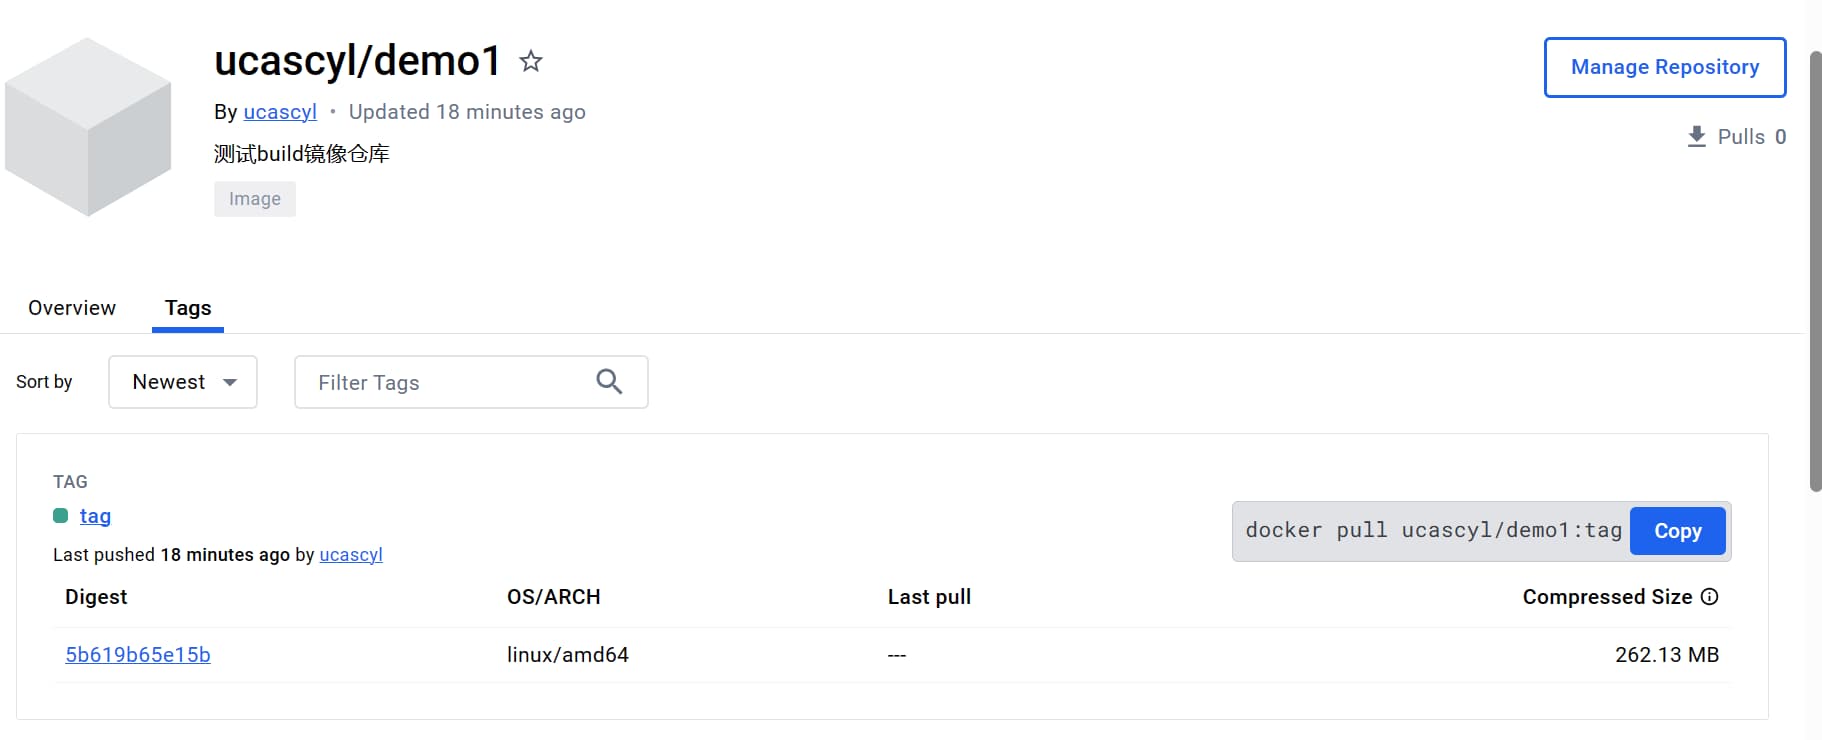 ucascyl/demo1
Manage Repository
By ucascyl • Updated 18 minutes ago
Pulls 0
测试build镜像仓库
Image
Overview Tags
Sort by Newest Filter Tags
TAG
tag
docker pull ucascyl/demo1:tag Copy
Last pushed 18 minutes ago by ucascyl
Digest OS/ARCH Last pull Compressed Size
5b619b65e15b linux/amd64 --- 262.13 MB